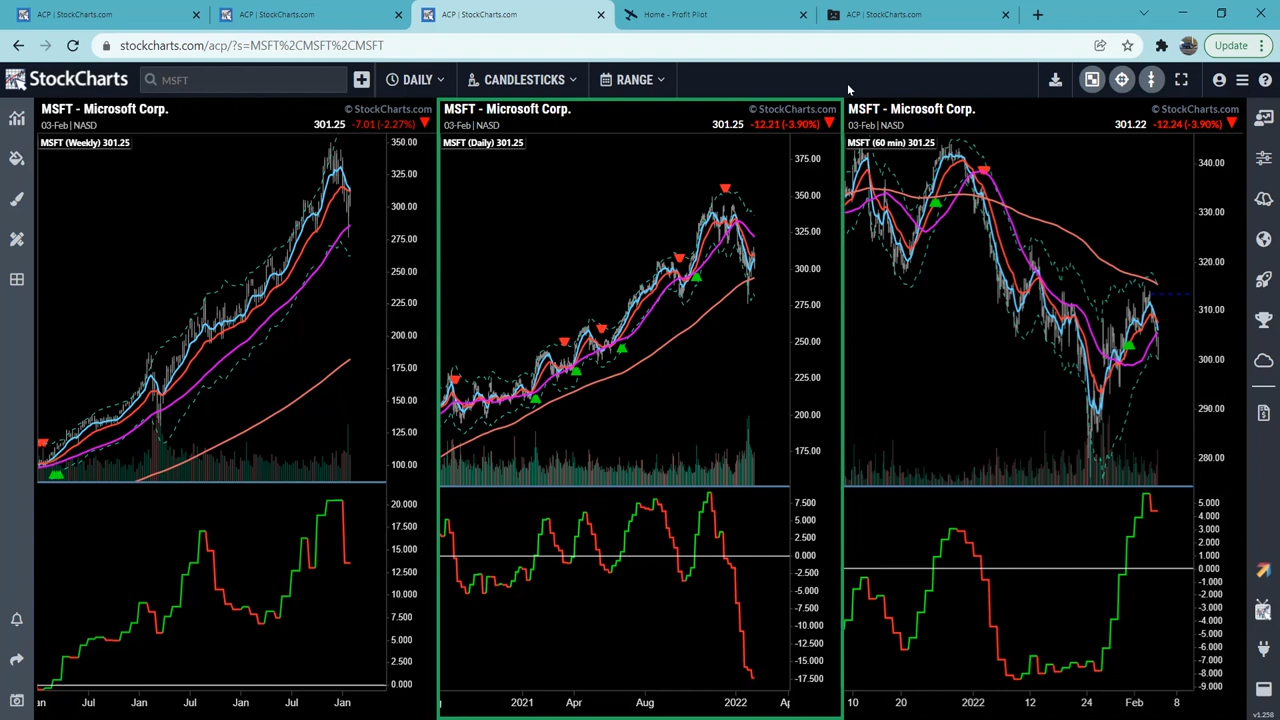 ACP | StockCharts.com
ACP | StockCharts.com
ACP | StockCharts.com
Home - Profit Pilot
ACP | StockCharts.com
stockcharts.com/acp/?s=MSFT%2CMSFT%2CMSFT
Update
StockCharts
MSFT
DAILY
CANDLESTICKS
RANGE
MSFT - Microsoft Corp.
© StockCharts.com
03-Feb | NASD
301.25 -7.01 (-2.27%)
MSFT (Weekly) 301.25
350.00
325.00
300.00
275.00
250.00
225.00
200.00
175.00
150.00
125.00
100.00
20.000
17.500
15.000
12.500
10.000
7.500
5.000
2.500
0.000
an Jul Jan Jul Jan Jul Jan
MSFT - Microsoft Corp.
© StockCharts.com
03-Feb | NASD
301.25 -12.21 (-3.90%)
MSFT (Daily) 301.25
375.00
350.00
325.00
300.00
275.00
250.00
225.00
200.00
175.00
7.500
5.000
2.500
0.000
-2.500
-5.000
-7.500
-10.000
-12.500
-15.000
-17.500
2021 Apr Aug 2022 Ap
MSFT - Microsoft Corp.
© StockCharts.com
03-Feb | NASD
301.22 -12.24 (-3.90%)
MSFT (60 min) 301.25
340.00
330.00
320.00
310.00
300.00
290.00
280.00
5.000
4.000
3.000
2.000
1.000
0.000
-1.000
-2.000
-3.000
-4.000
-5.000
-6.000
-7.000
-8.000
-9.000
10 20 2022 12 24 Feb 8
v1.258